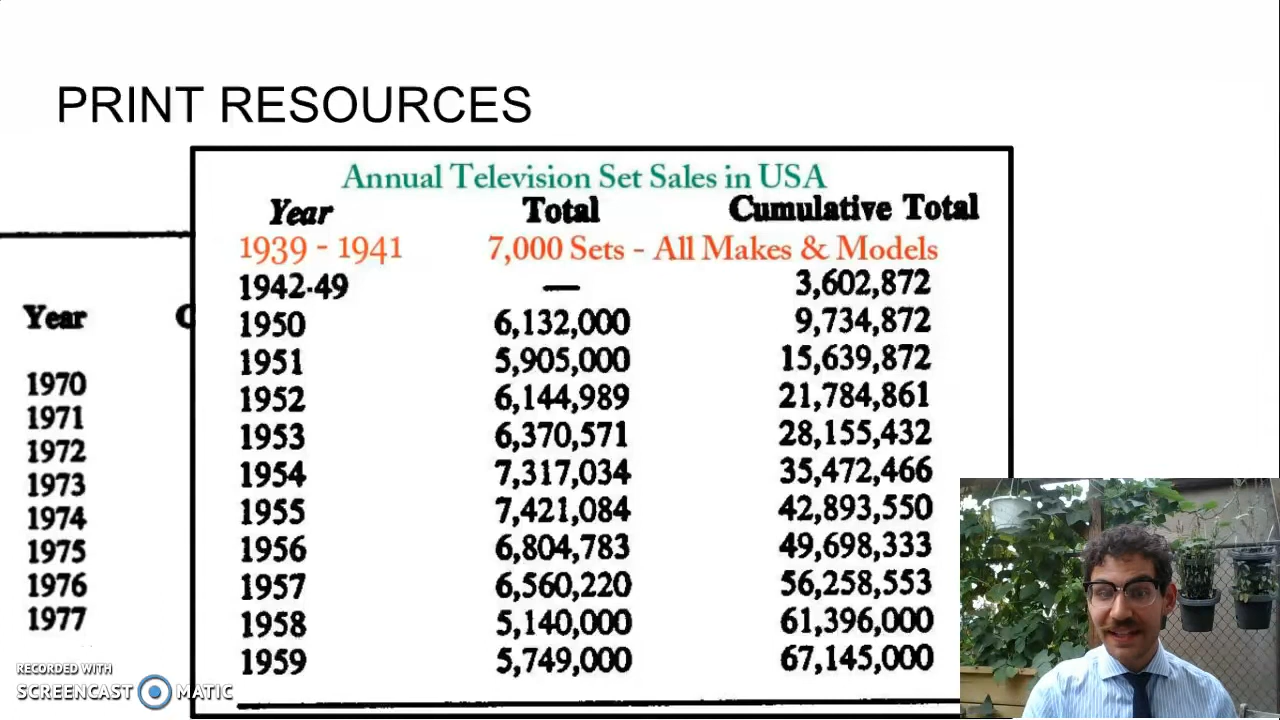 PRINT RESOURCES
Annual Television Set Sales in USA
Year Total Cumulative Total
1939 - 1941 7,000 Sets - All Makes & Models
1942-49 — 3,602,872
1950 6,132,000 9,734,872
1951 5,905,000 15,639,872
1952 6,144,989 21,784,861
1953 6,370,571 28,155,432
1954 7,317,034 35,472,466
1955 7,421,084 42,893,550
1956 6,804,783 49,698,333
1957 6,560,220 56,258,553
1958 5,140,000 61,396,000
1959 5,749,000 67,145,000
Year
1970
1971
1972
1973
1974
1975
1976
1977
RECORDED WITH
SCREENCAST MATIC